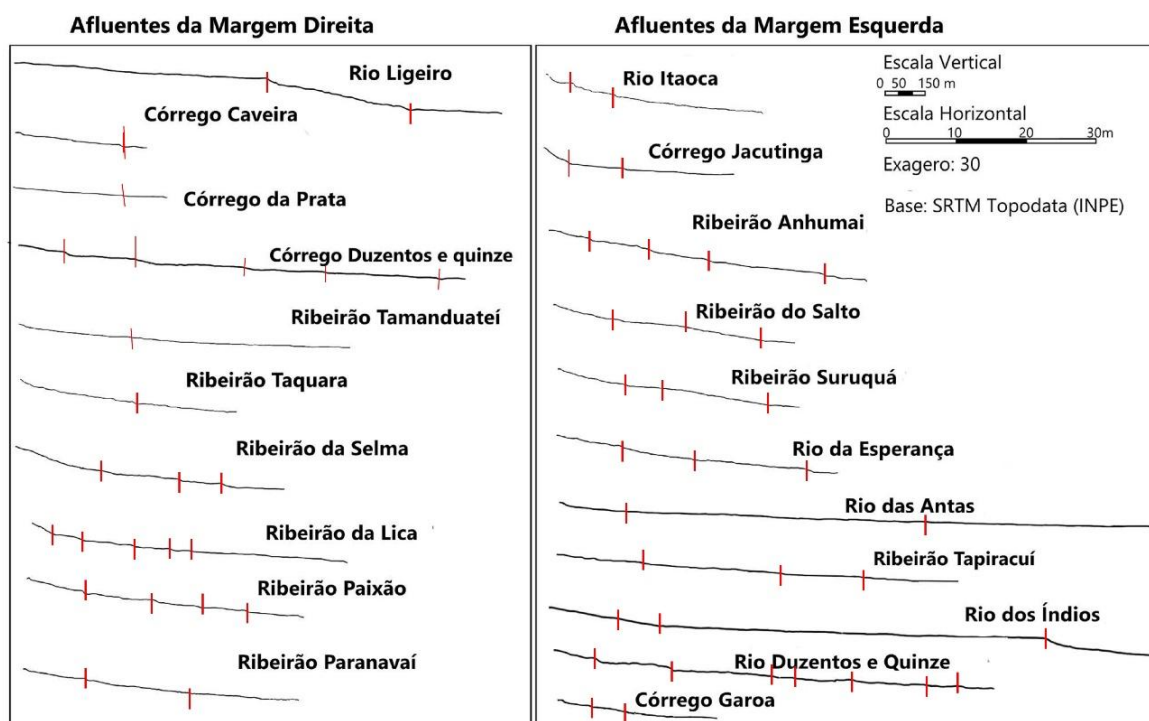 Afluentes da Margem Direita
Rio Ligeiro
Córrego Caveira
Córrego da Prata
Córrego Duzentos e quinze
Ribeirão Tamanduateí
Ribeirão Taquara
Ribeirão da Selma
Ribeirão da Lica
Ribeirão Paixão
Ribeirão Paranavaí
Afluentes da Margem Esquerda
Rio Itaoca
Córrego Jacutinga
Ribeirão Anhumai
Ribeirão do Salto
Ribeirão Suruquá
Rio da Esperança
Rio das Antas
Ribeirão Tapiracuí
Rio dos Índios
Rio Duzentos e Quinze
Córrego Garoa
Escala Vertical
0 50 150 m
Escala Horizontal
0 10 20 30m
Exagero: 30
Base: SRTM Topodata (INPE)